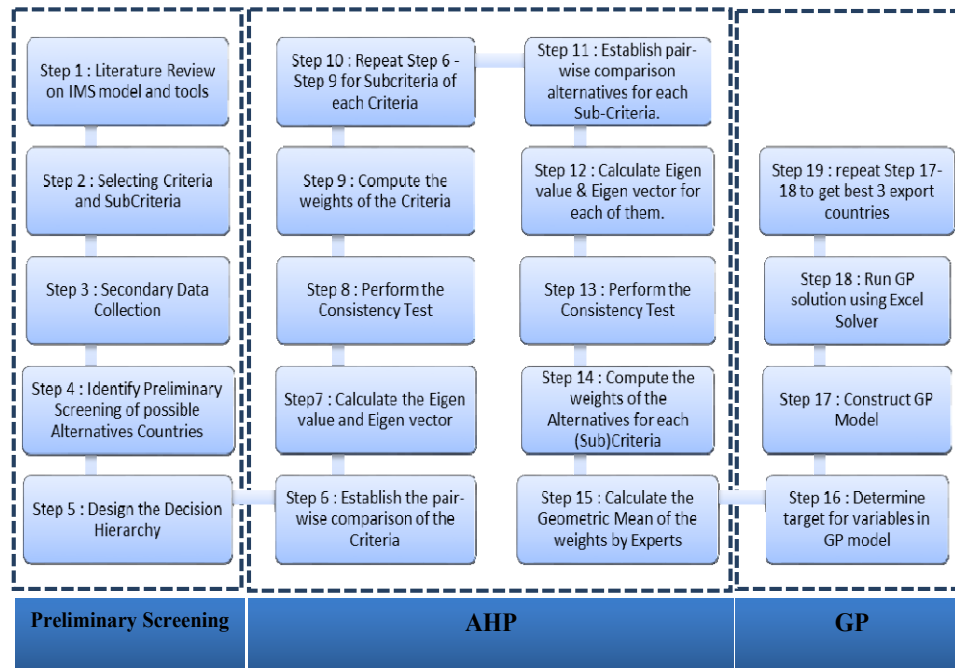 Step 1 : Literature Review
on IMS model and tools
Step 2 : Selecting Criteria
and SubCriteria
Step 3 : Secondary Data
Collection
Step 4 : Identify Preliminary
Screening of possible
Alternatives Countries
Step 5 : Design the Decision
Hierarchy
Step 6 : Establish the pair-
wise comparison of the
Criteria
Step7 : Calculate the Eigen
value and Eigen vector
Step 8 : Perform the
Consistency Test
Step 9 : Compute the
weights of the Criteria
Step 10 : Repeat Step 6 -
Step 9 for Subcriteria of
each Criteria
Step 11 : Establish pair-
wise comparison
alternatives for each
Sub-Criteria.
Step 12 : Calculate Eigen
value & Eigen vector for
each of them.
Step 13 : Perform the
Consistency Test
Step 14 : Compute the
weights of the
Alternatives for each
(Sub)Criteria
Step 15 : Calculate the
Geometric Mean of the
weights by Experts
Step 16 : Determine
target for variables in
GP model
Step 17 : Construct GP
Model
Step 18 : Run GP
solution using Excel
Solver
Step 19 : repeat Step 17-
18 to get best 3 export
countries
Preliminary Screening
AHP
GP